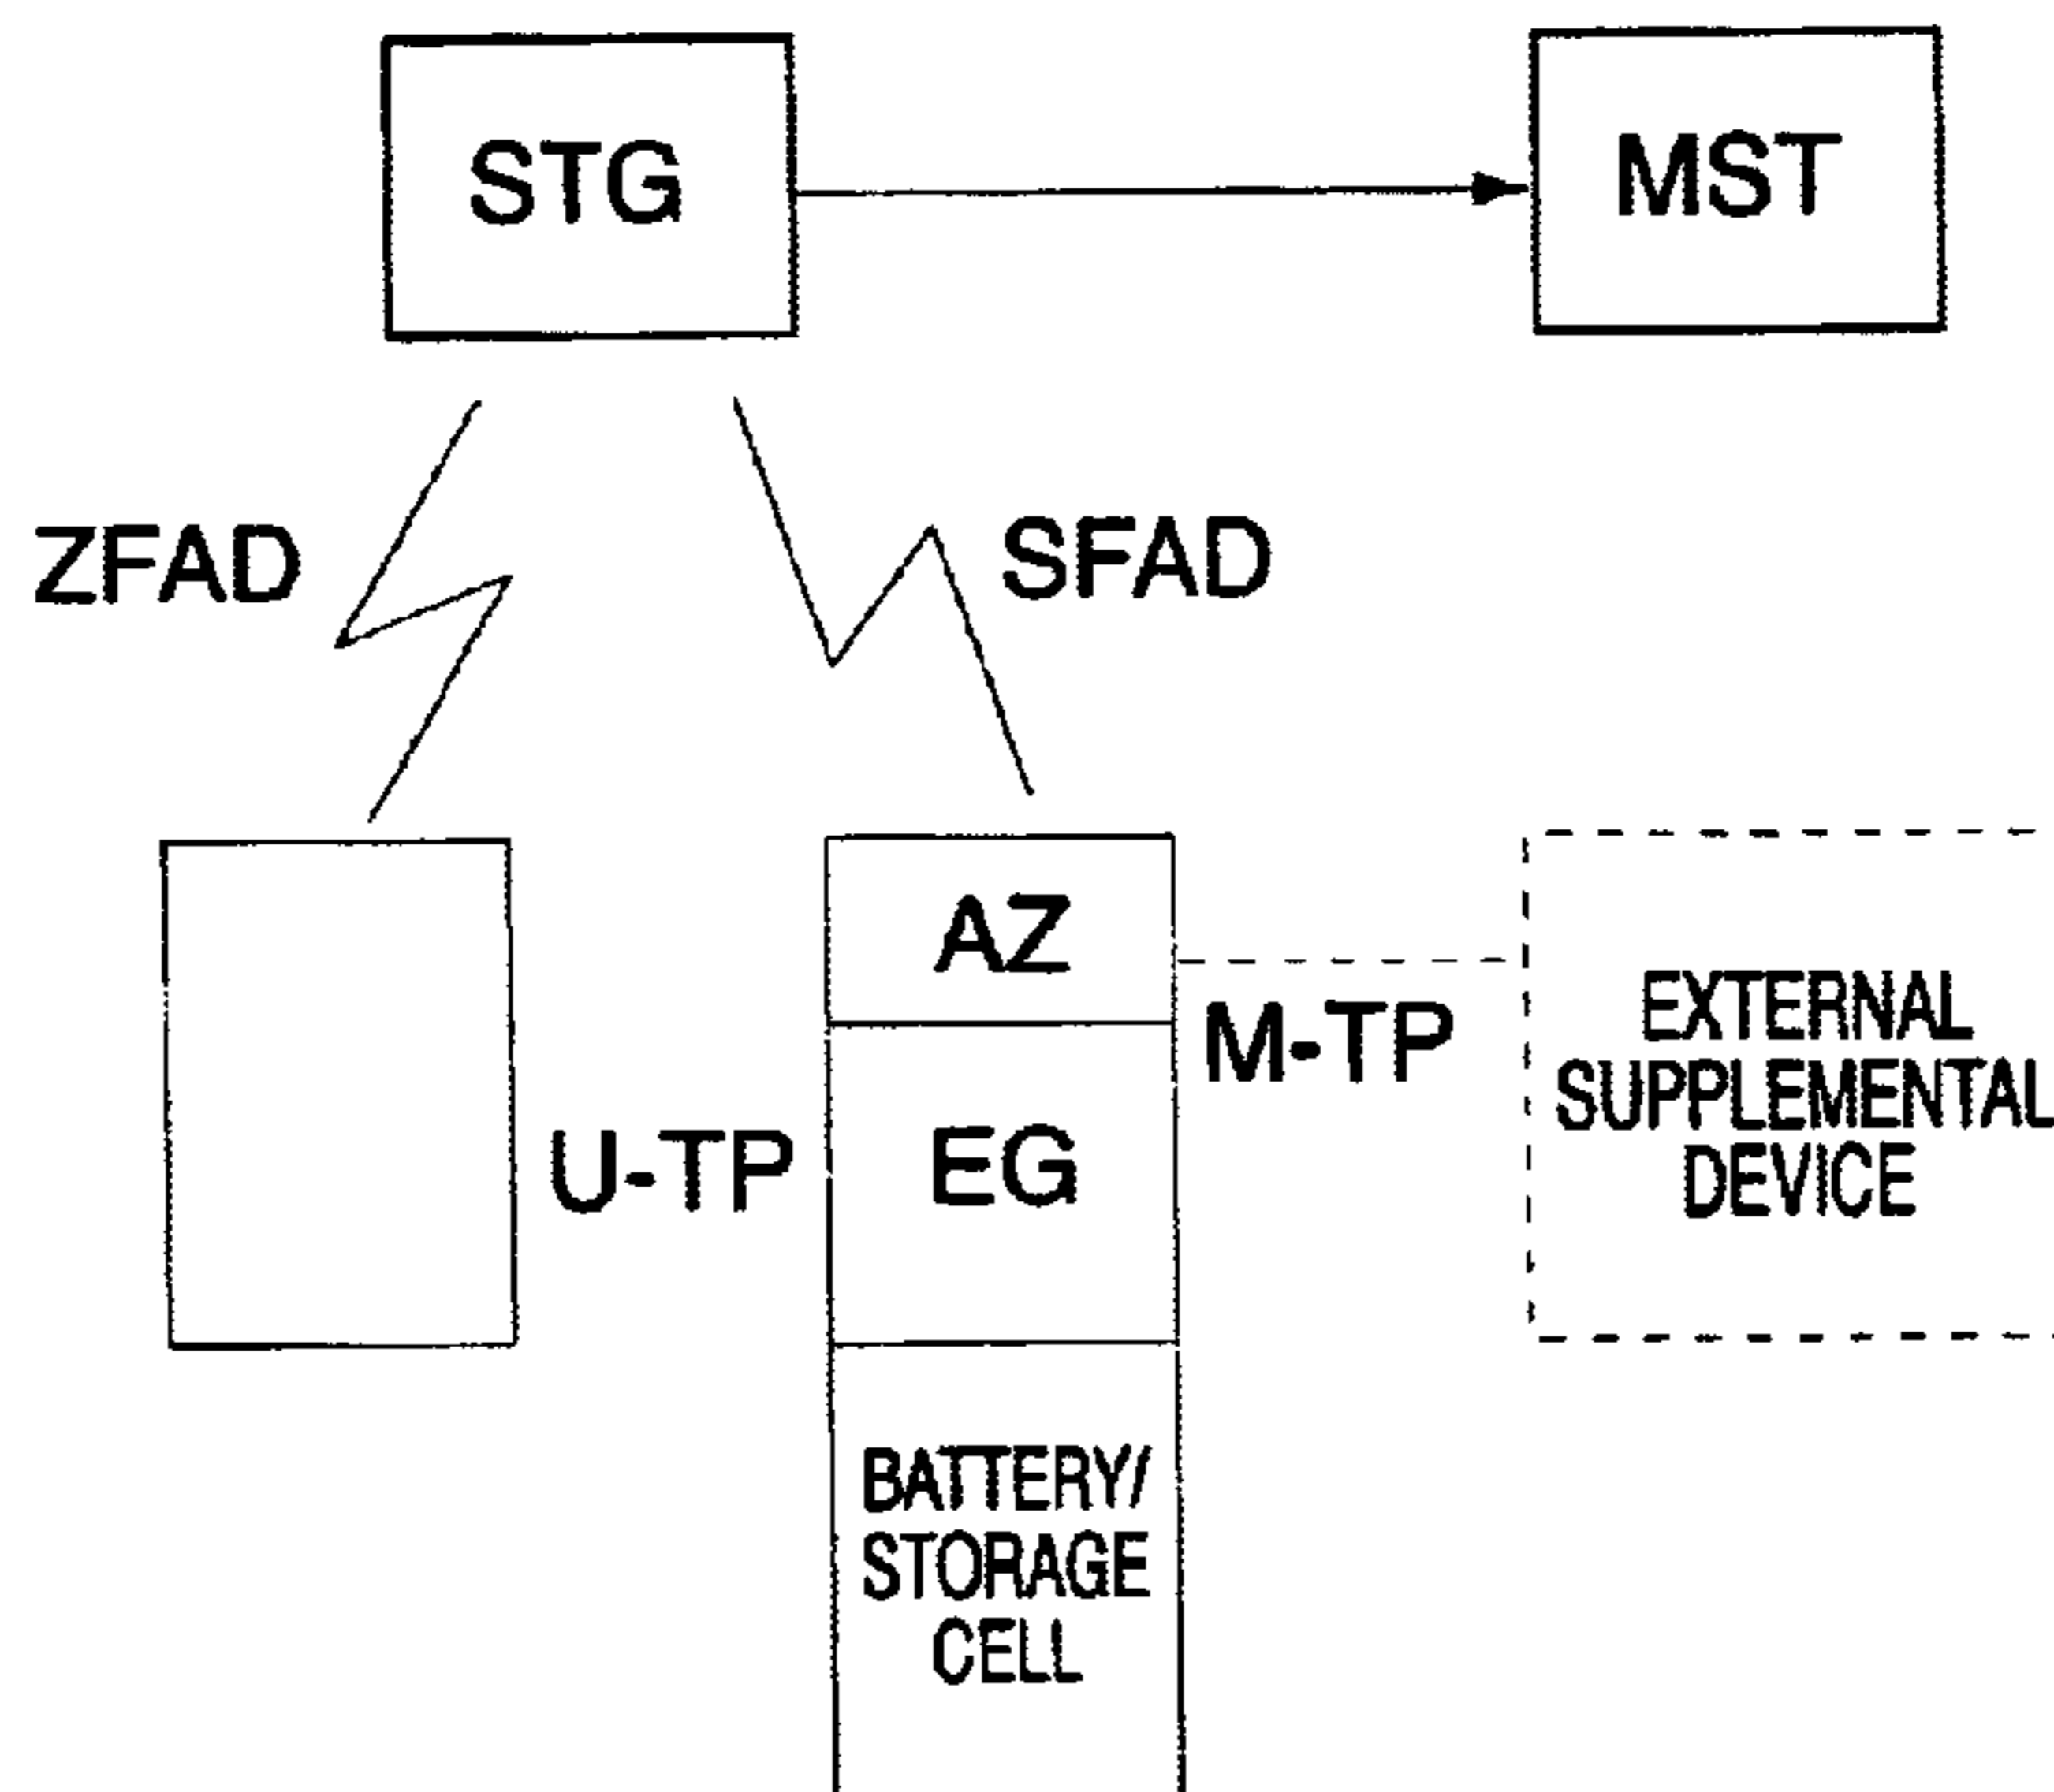 STG
MST
ZFAD
SFAD
AZ
M-TP
EXTERNAL
SUPPLEMENTAL
DEVICE
U-TP
EG
BATTERY/
STORAGE
CELL